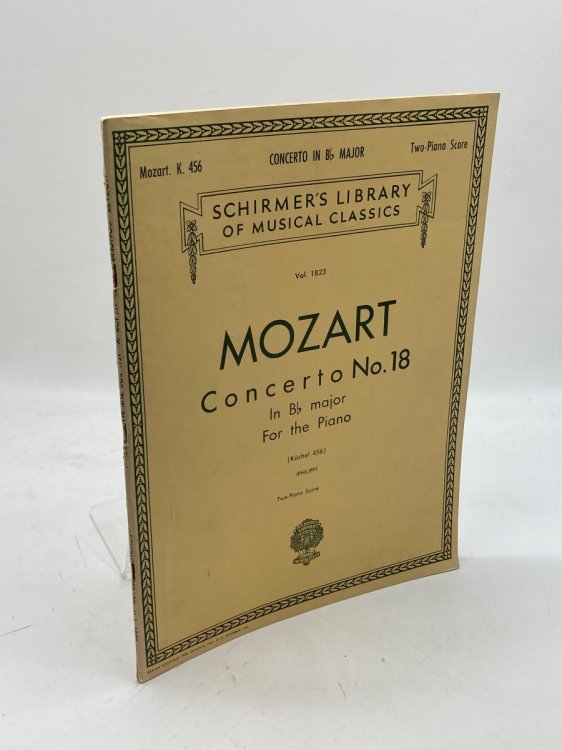 Mozart. K. 456
CONCERTO IN B♭ MAJOR
Two-Piano Score
SCHIRMER'S LIBRARY
OF MUSICAL CLASSICS
Vol. 1823
MOZART
Concerto No. 18
In B♭ major
For the Piano
(Köchel 456)
(PHILIPP)
Two-Piano Score